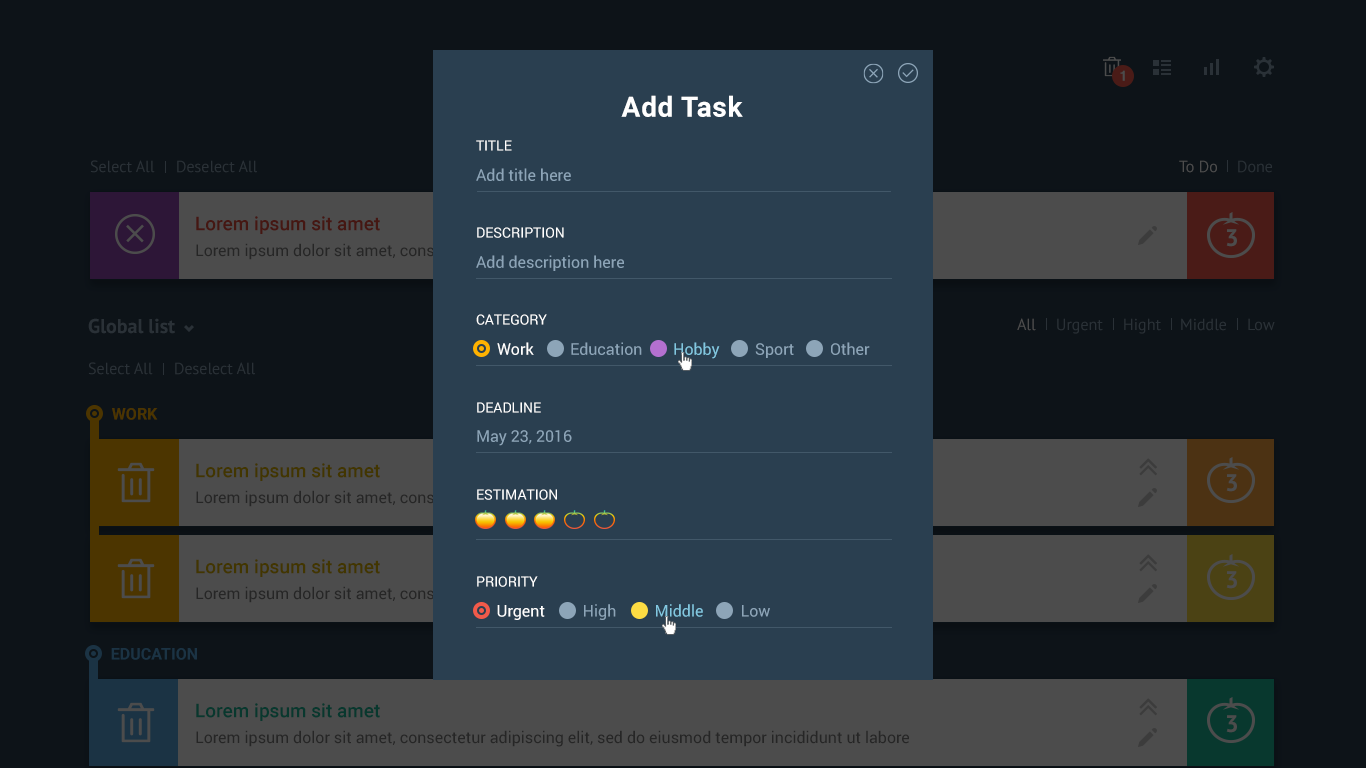 1
Add Task
TITLE
Add title here
Select All | Deselect All
To Do | Done
Lorem ipsum sit amet
Lorem ipsum dolor sit amet, cons
3
DESCRIPTION
Add description here
CATEGORY
Work Education Hobby Sport Other
Global list
All | Urgent | Hight | Middle | Low
Select All | Deselect All
DEADLINE
May 23, 2016
WORK
Lorem ipsum sit amet
Lorem ipsum dolor sit amet, cons
3
ESTIMATION
Lorem ipsum sit amet
Lorem ipsum dolor sit amet, cons
3
PRIORITY
Urgent High Middle Low
EDUCATION
Lorem ipsum sit amet
Lorem ipsum dolor sit amet, consectetur adipiscing elit, sed do eiusmod tempor incididunt ut labore
3